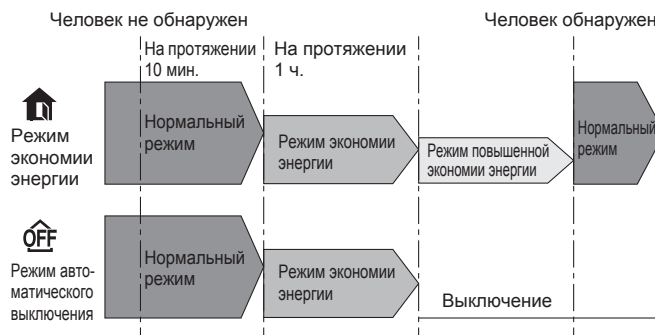 Человек не обнаружен
Человек обнаружен
На протяжении
10 мин.
На протяжении
1 ч.
Режим
экономии
энергии
Нормальный
режим
Режим экономии
энергии
Режим повышенной
экономии энергии
Нормальный
режим
OFF
Режим авто-
матического
выключения
Нормальный
режим
Режим экономии
энергии
Выключение